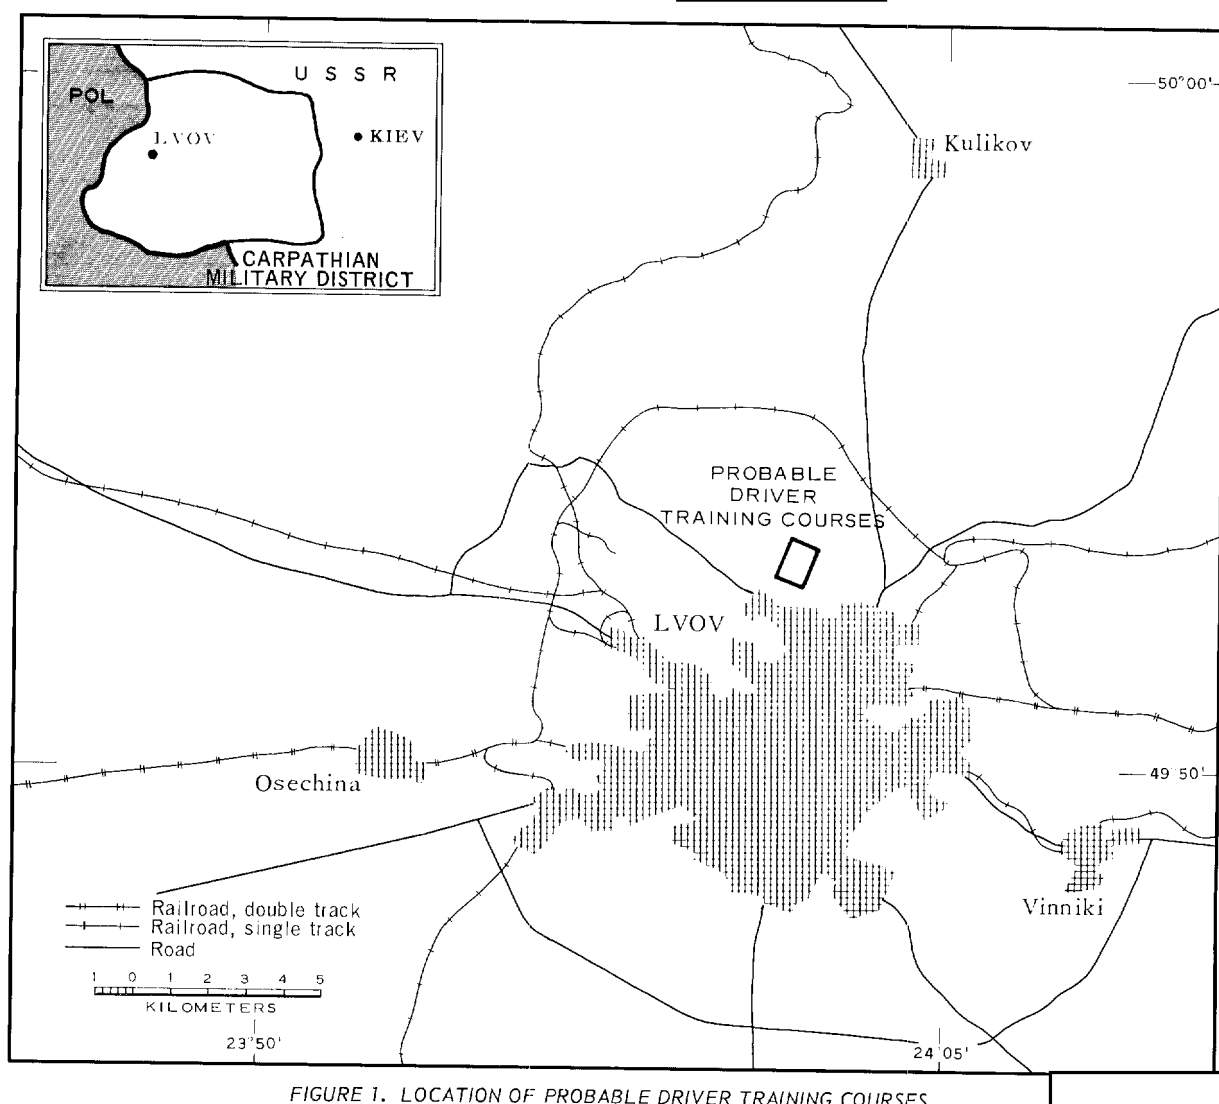 U S S R
POL
LVOV
KIEV
CARPATHIAN
MILITARY DISTRICT
50°00'
Kulikov
PROBABLE
DRIVER
TRAINING COURSES
LVOV
Osechina
49°50'
Vinniki
Railroad, double track
Railroad, single track
Road
1 0 1 2 3 4 5
KILOMETERS
23°50'
24°05'
FIGURE 1. LOCATION OF PROBABLE DRIVER TRAINING COURSES